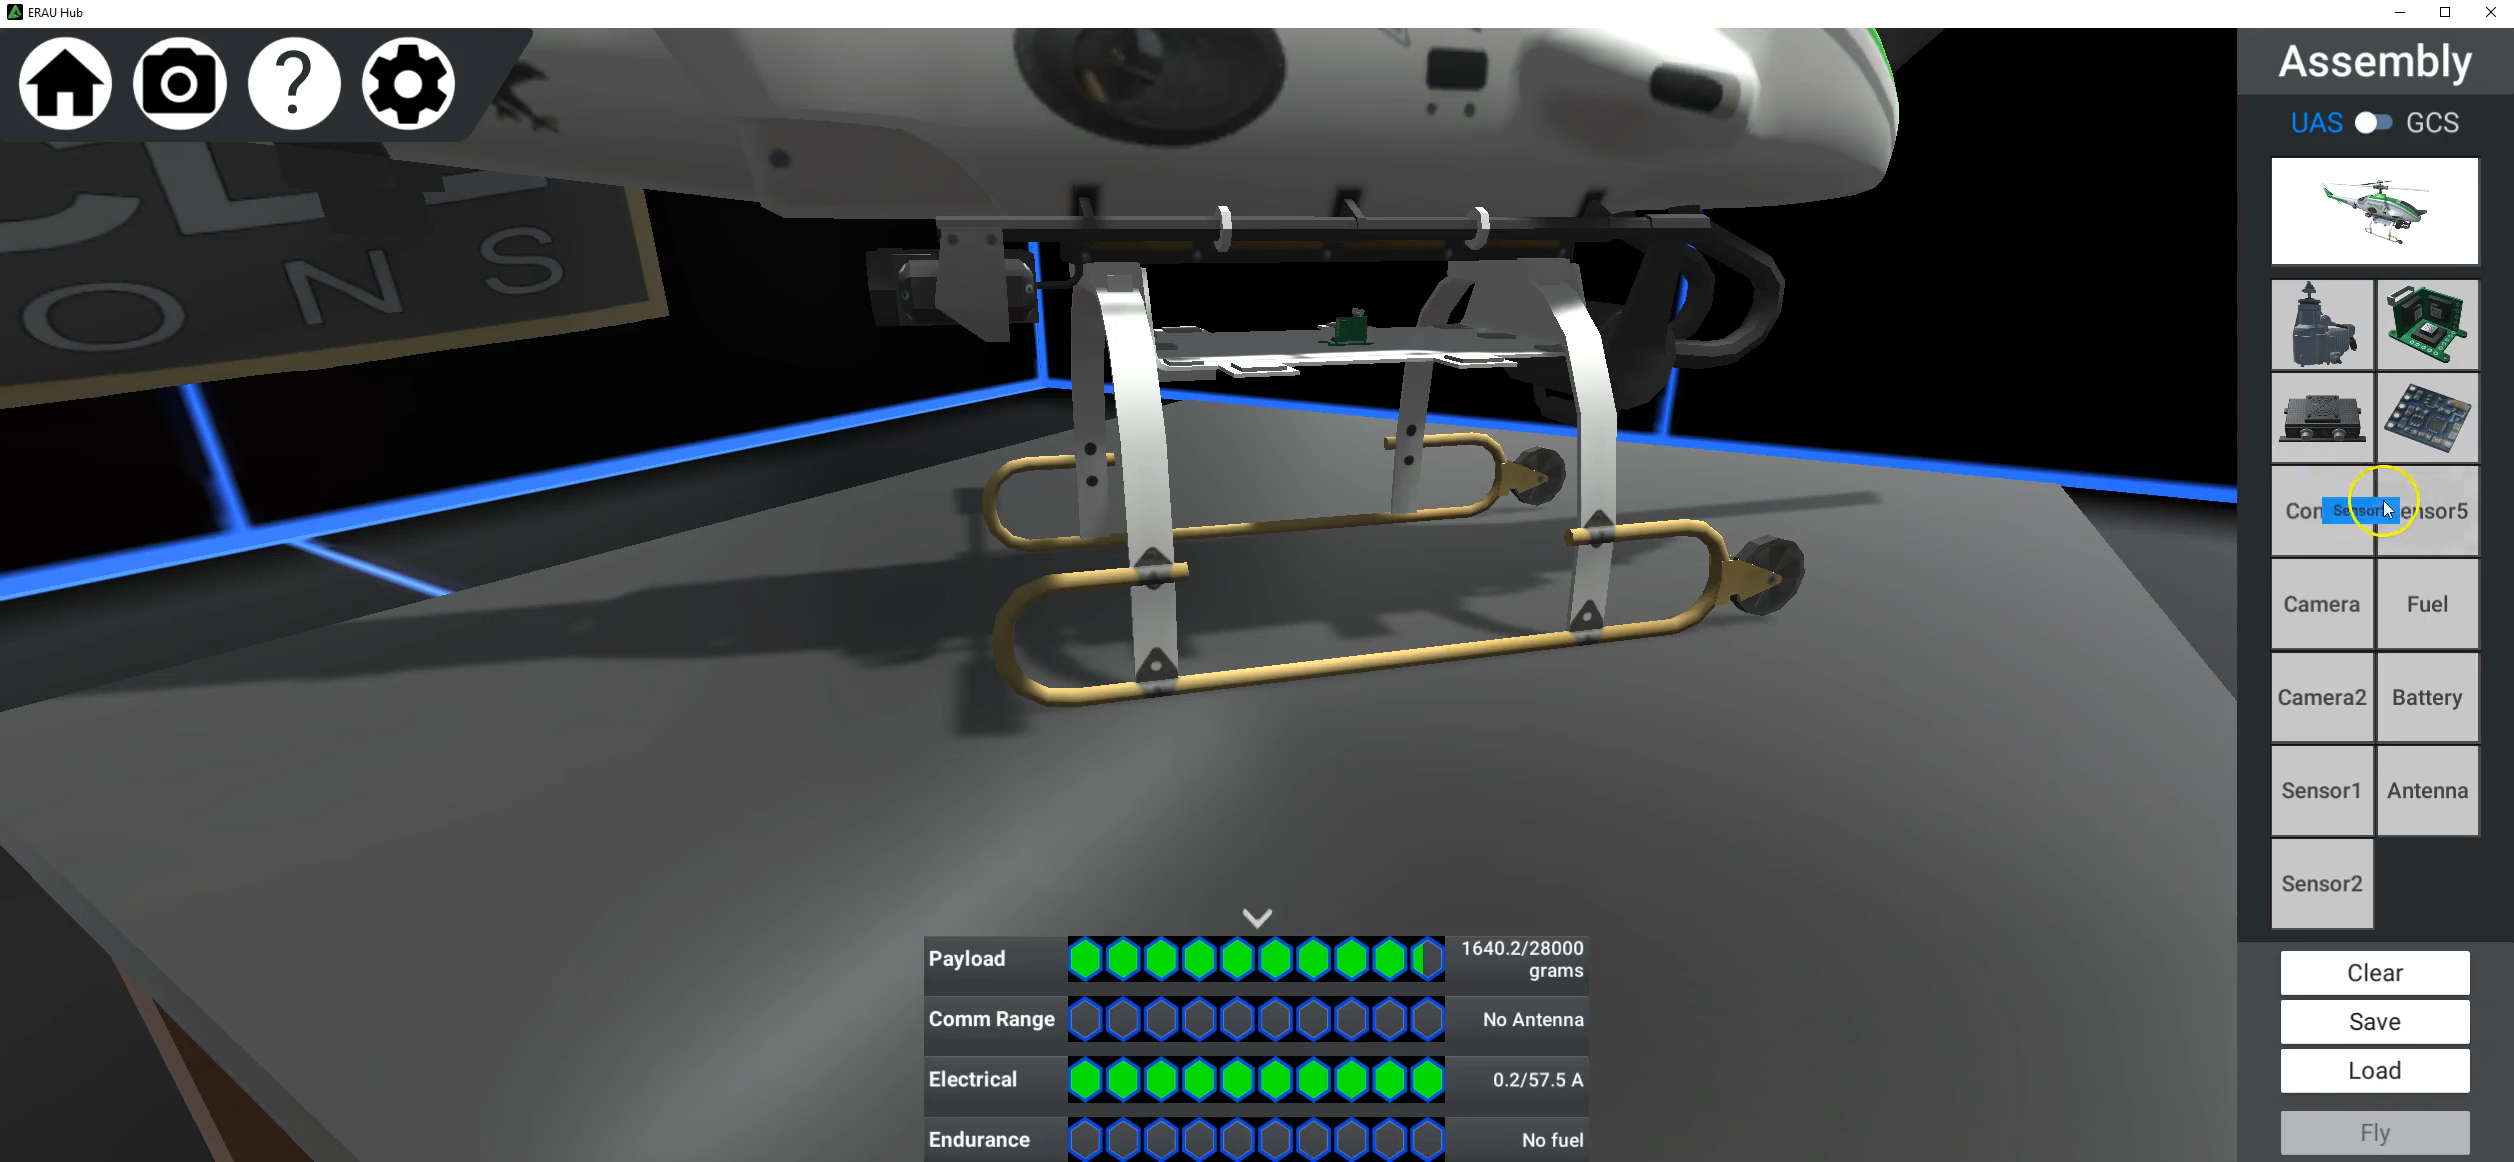 ERAU Hub
Assembly
UAS GCS
O N S
Con Sensor ensor5
Camera Fuel
Camera2 Battery
Sensor1 Antenna
Sensor2
Payload 1640.2/28000
grams
Comm Range No Antenna
Electrical 0.2/57.5 A
Endurance No fuel
Clear
Save
Load
Fly